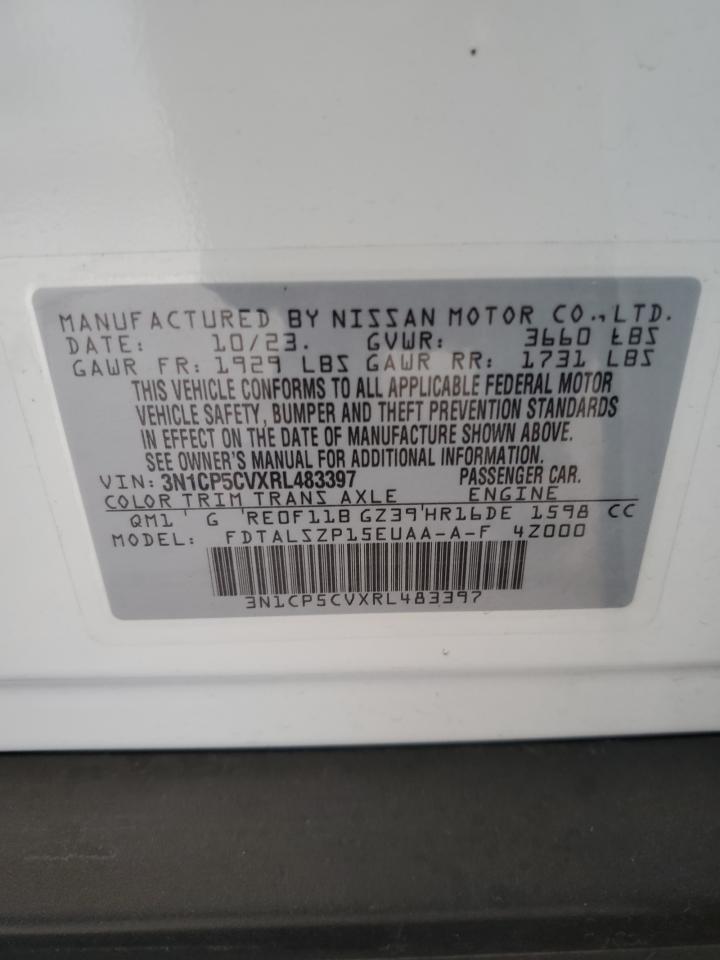 MANUFACTURED BY NISSAN MOTOR CO., LTD.
DATE: 10/23. GVWR: 3660 LBS
GAWR FR: 1929 LBS GAWR RR: 1731 LBS
THIS VEHICLE CONFORMS TO ALL APPLICABLE FEDERAL MOTOR
VEHICLE SAFETY, BUMPER AND THEFT PREVENTION STANDARDS
IN EFFECT ON THE DATE OF MANUFACTURE SHOWN ABOVE.
SEE OWNER'S MANUAL FOR ADDITIONAL INFORMATION.
VIN: 3N1CP5CVXRL483397 PASSENGER CAR.
COLOR TRIM TRANS AXLE ENGINE
QM1 G RE0F11B GZ39 HR16DE 1598 CC
MODEL: FDTALSZP15EUAA-A-F 4Z000
3N1CP5CVXRL483397